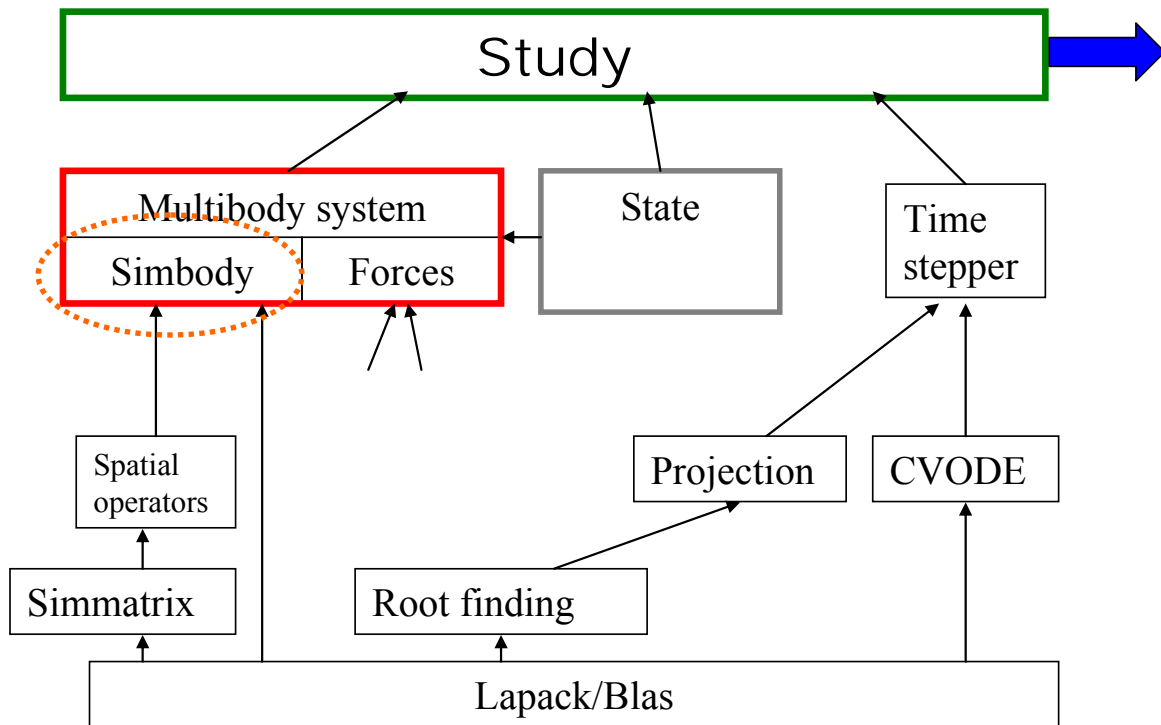 Study
Multibody system
State
Time
stepper
Simbody
Forces
Spatial
operators
Projection
CVODE
Simmatrix
Root finding
Lapack/Blas